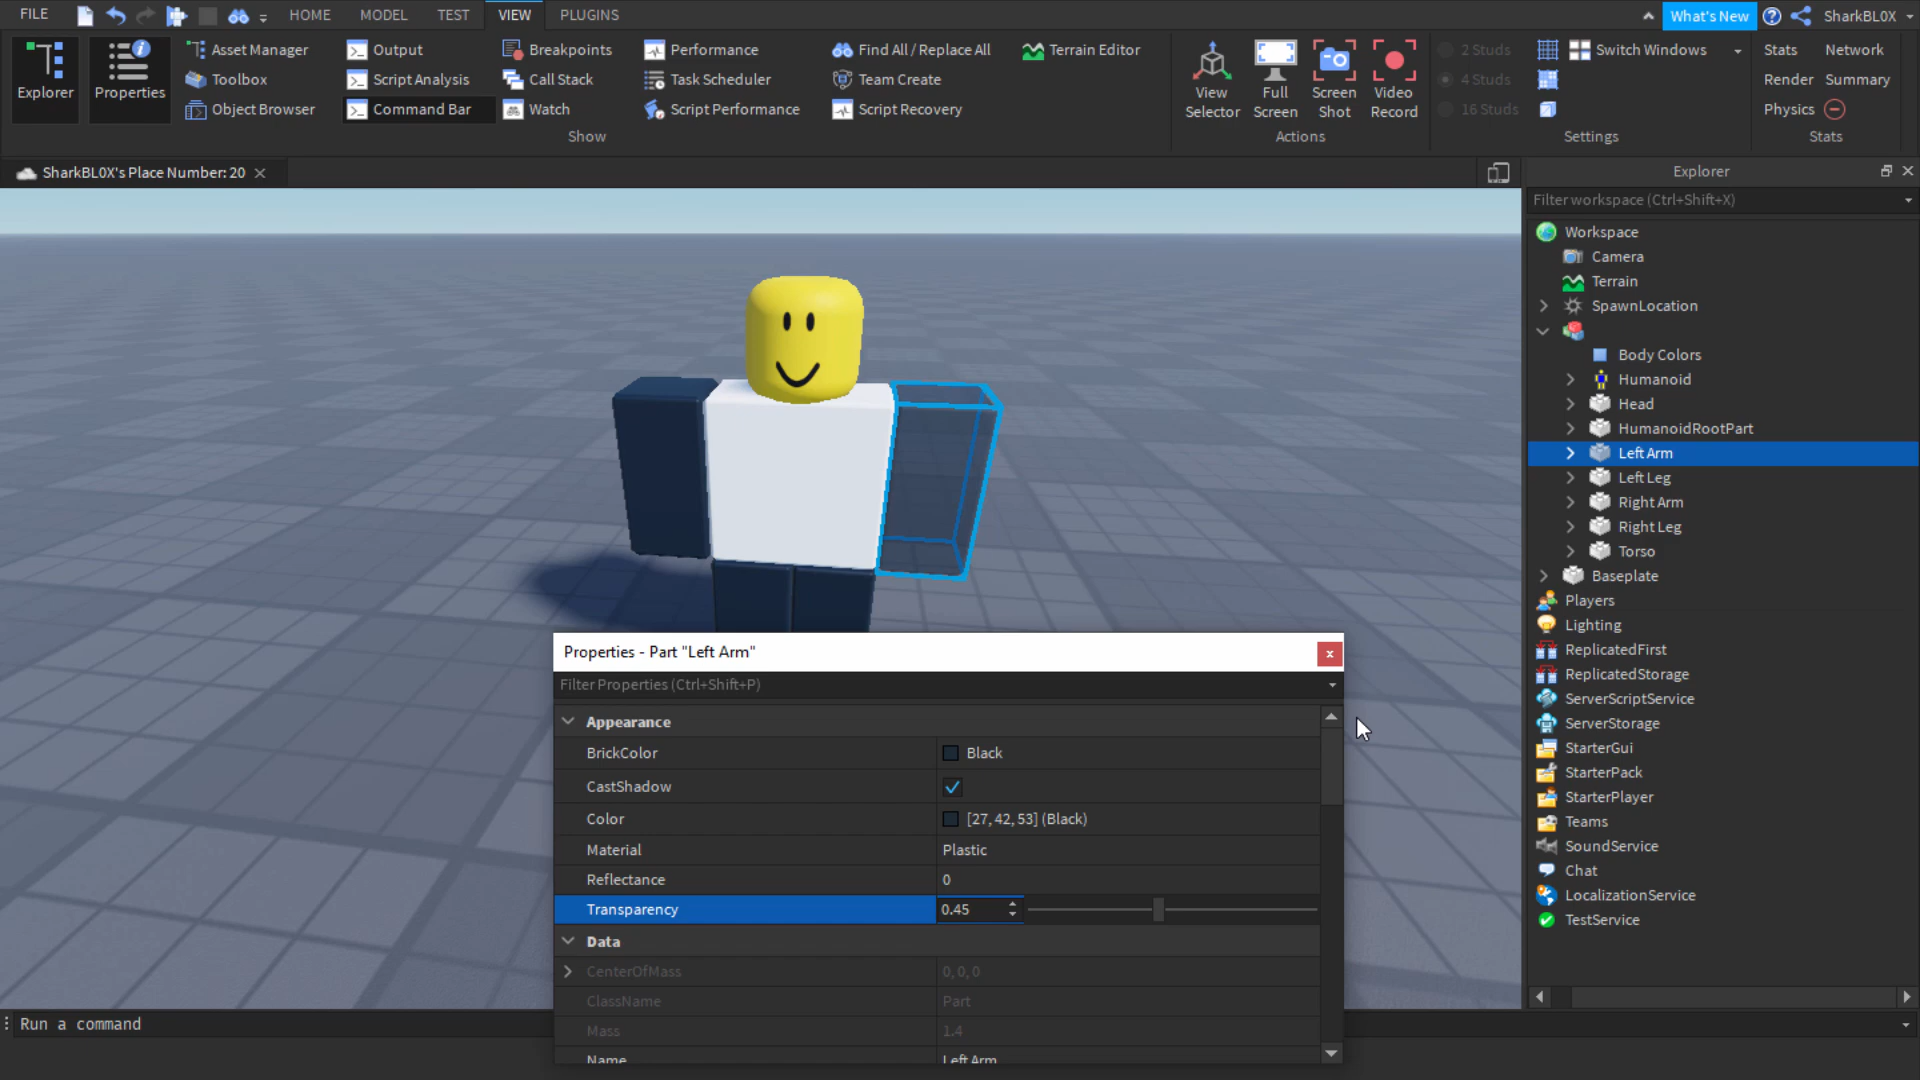 FILE HOME MODEL TEST VIEW PLUGINS What's New SharkBL0X
Explorer
Properties
Asset Manager
Toolbox
Object Browser
Output
Script Analysis
Command Bar
Breakpoints
Call Stack
Watch
Performance
Task Scheduler
Script Performance
Find All / Replace All
Team Create
Script Recovery
Terrain Editor
Show
View
Selector
Full
Screen
Screen
Shot
Video
Record
Actions
2 Studs
4 Studs
16 Studs
Switch Windows
Settings
Stats Network
Render Summary
Physics
Stats
SharkBL0X's Place Number: 20
Explorer
Filter workspace (Ctrl+Shift+X)
Workspace
Camera
Terrain
SpawnLocation
Body Colors
Humanoid
Head
HumanoidRootPart
Left Arm
Left Leg
Right Arm
Right Leg
Torso
Baseplate
Players
Lighting
ReplicatedFirst
ReplicatedStorage
ServerScriptService
ServerStorage
StarterGui
StarterPack
StarterPlayer
Teams
SoundService
Chat
LocalizationService
TestService
Properties - Part "Left Arm"
Filter Properties (Ctrl+Shift+P)
Appearance
BrickColor Black
CastShadow
Color [27, 42, 53] (Black)
Material Plastic
Reflectance 0
Transparency 0.45
Data
CenterOfMass 0, 0, 0
ClassName Part
Mass 1.4
Name Left Arm
Run a command